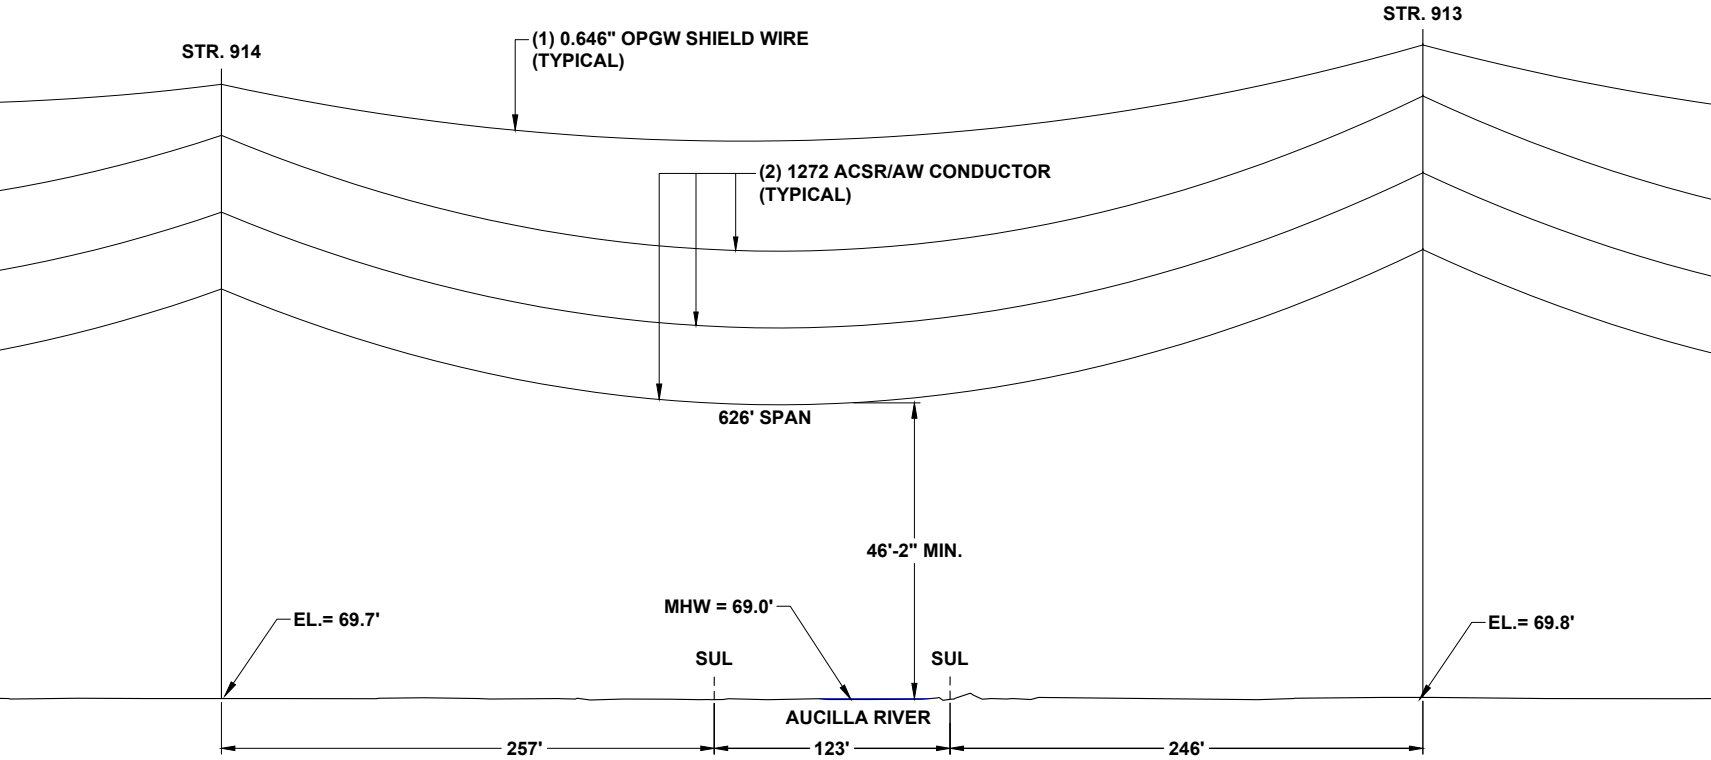 STR. 913
STR. 914
(1) 0.646" OPGW SHIELD WIRE
(TYPICAL)
(2) 1272 ACSR/AW CONDUCTOR
(TYPICAL)
626' SPAN
46'-2" MIN.
MHW = 69.0'
EL.= 69.7'
EL.= 69.8'
SUL
SUL
AUCILLA RIVER
257'
123'
246'